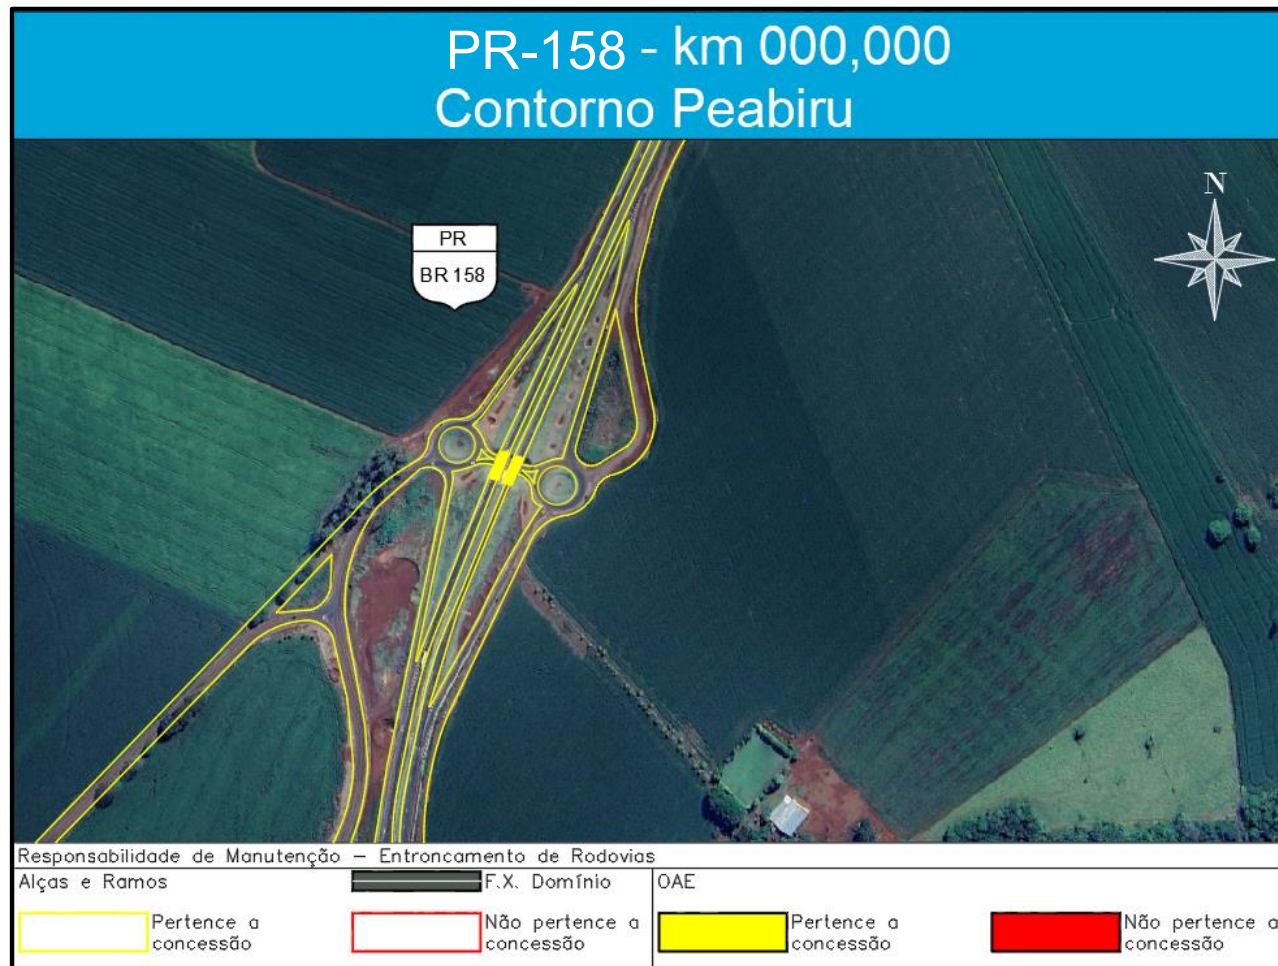 PR-158 - km 000,000
Contorno Peabiru
N
PR
BR 158
Responsabilidade de Manutenção – Entroncamento de Rodovias
Alças e Ramos
F.X. Domínio
OAE
Pertence a
concessão
Não pertence a
concessão
Pertence a
concessão
Não pertence a
concessão